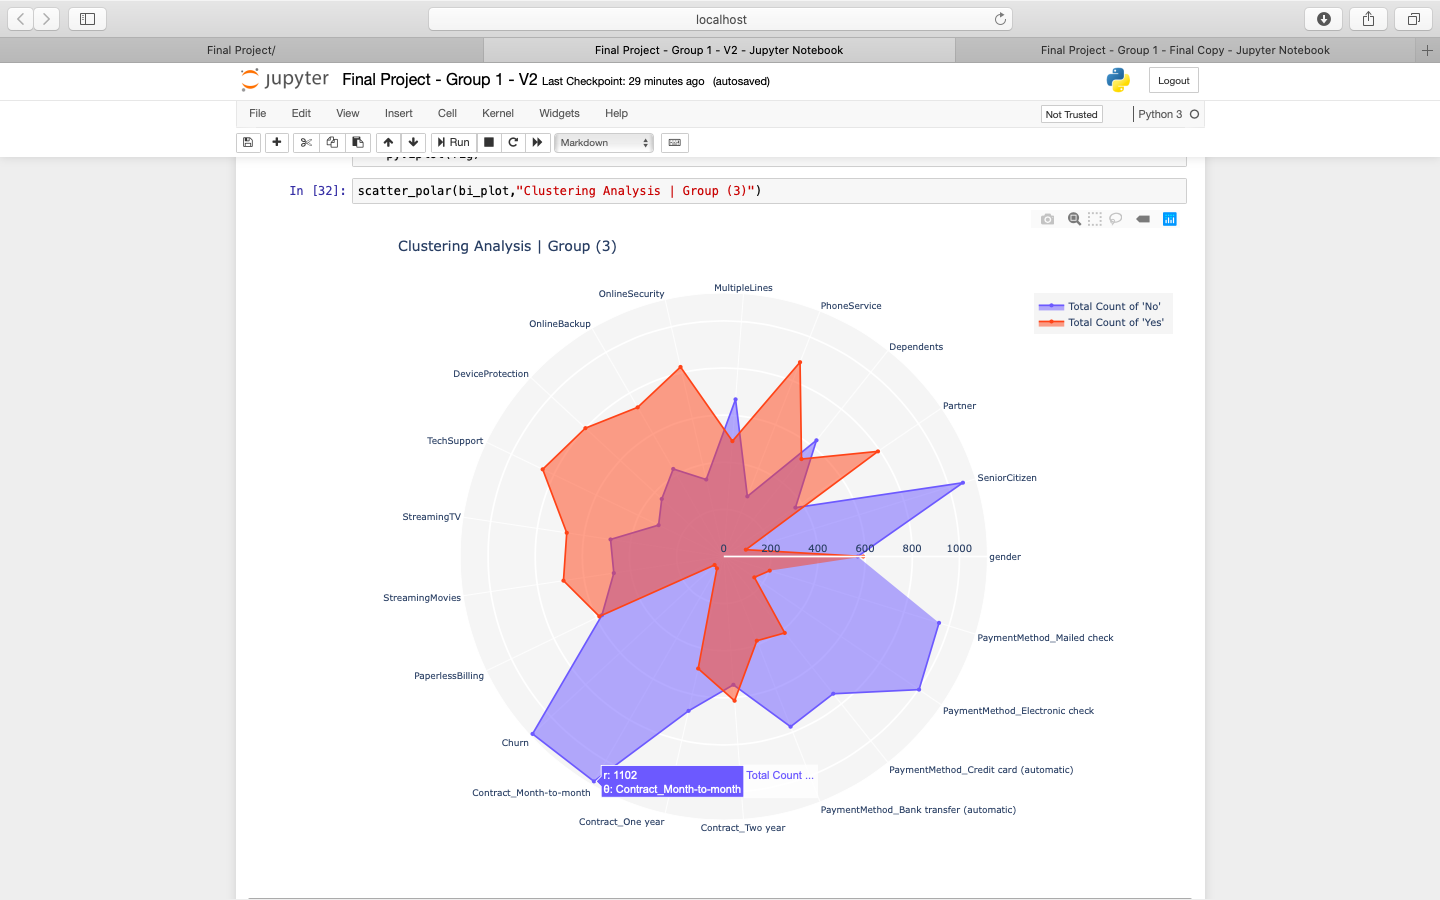 localhost
Final Project/
Final Project - Group 1 - V2 - Jupyter Notebook
Final Project - Group 1 - Final Copy - Jupyter Notebook
jupyter Final Project - Group 1 - V2 Last Checkpoint: 29 minutes ago (autosaved)
Logout
File Edit View Insert Cell Kernel Widgets Help
Not Trusted
Python 3
Run
Markdown
In [32]: scatter_polar(bi_plot,"Clustering Analysis | Group (3)")
Clustering Analysis | Group (3)
Total Count of 'No'
Total Count of 'Yes'
MultipleLines
OnlineSecurity
PhoneService
OnlineBackup
Dependents
DeviceProtection
Partner
TechSupport
SeniorCitizen
StreamingTV
0 200 400 600 800 1000
gender
StreamingMovies
PaymentMethod_Mailed check
PaperlessBilling
PaymentMethod_Electronic check
Churn
PaymentMethod_Credit card (automatic)
r: 1102
θ: Contract_Month-to-month
Total Count ...
Contract_Month-to-month
PaymentMethod_Bank transfer (automatic)
Contract_One year
Contract_Two year